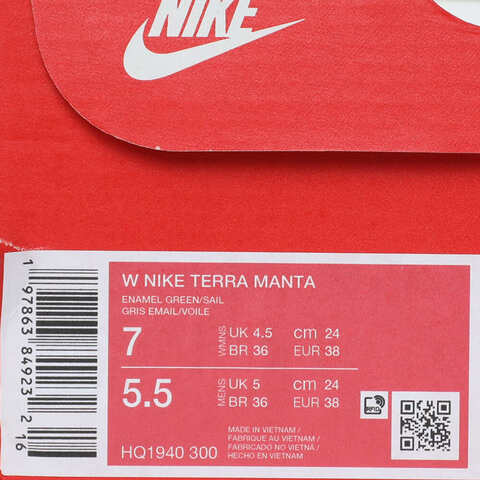 NIKE
W NIKE TERRA MANTA
ENAMEL GREEN/SAIL
GRIS EMAIL/VOILE
7 WMNS UK 4.5 cm 24
BR 36 EUR 38
5.5 MENS UK 5 cm 24
BR 36 EUR 38
RFID
MADE IN VIETNAM /
FABRIQUE AU VIETNAM /
FABRICADO NO VIETNÃ /
HECHO EN VIETNAM
HQ1940 300
1 97863 84923 2 16